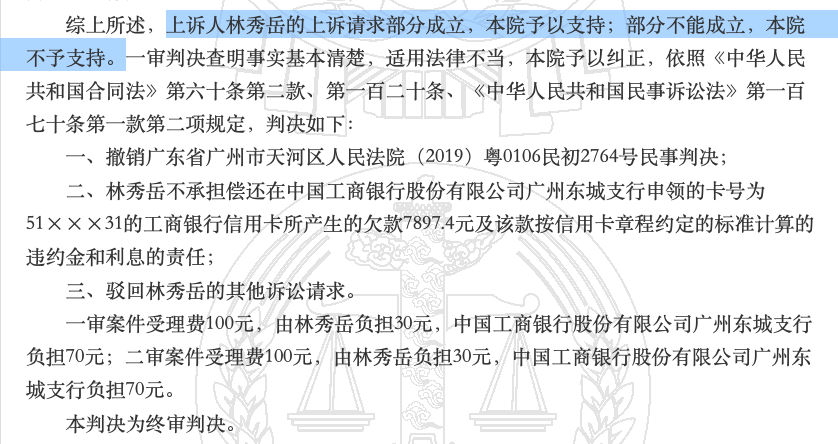 综上所述，上诉人林秀岳的上诉请求部分成立，本院予以支持；部分不能成立，本院
不予支持。一审判决查明事实基本清楚，适用法律不当，本院予以纠正，依照《中华人民
共和国合同法》第六十条第二款、第一百二十条、《中华人民共和国民事诉讼法》第一百
七十条第一款第二项规定，判决如下：
一、撤销广东省广州市天河区人民法院（2019）粤0106民初2764号民事判决；
二、林秀岳不承担偿还在中国工商银行股份有限公司广州东城支行申领的卡号为
51×××31的工商银行信用卡所产生的欠款7897.4元及该款按信用卡章程约定的标准计算的
违约金和利息的责任；
三、驳回林秀岳的其他诉讼请求。
一审案件受理费100元，由林秀岳负担30元，中国工商银行股份有限公司广州东城支行
负担70元；二审案件受理费100元，由林秀岳负担30元，中国工商银行股份有限公司广州东
城支行负担70元。
本判决为终审判决。